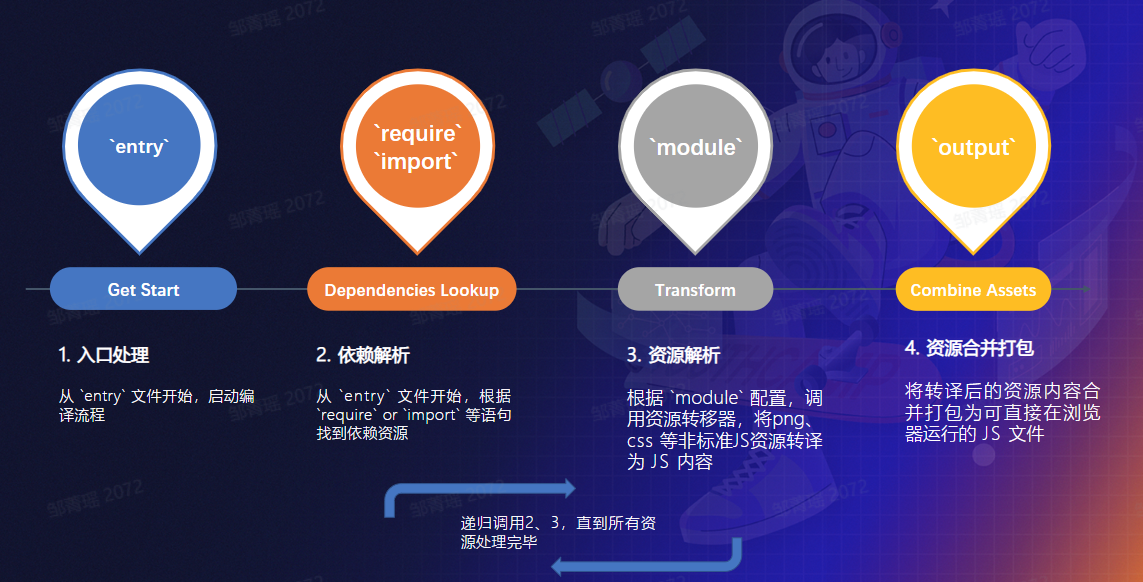 `entry`
`require`
`import`
`module`
`output`
Get Start
Dependencies Lookup
Transform
Combine Assets
1. 入口处理
从 `entry` 文件开始，启动编
译流程
2. 依赖解析
从 `entry` 文件开始，根据
`require` or `import` 等语句
找到依赖资源
3. 资源解析
根据 `module` 配置，调
用资源转移器，将png、
css 等非标准JS资源转译
为 JS 内容
4. 资源合并打包
将转译后的资源内容合
并打包为可直接在浏览
器运行的 JS 文件
递归调用2、3，直到所有资
源处理完毕
邹菁瑶 2072